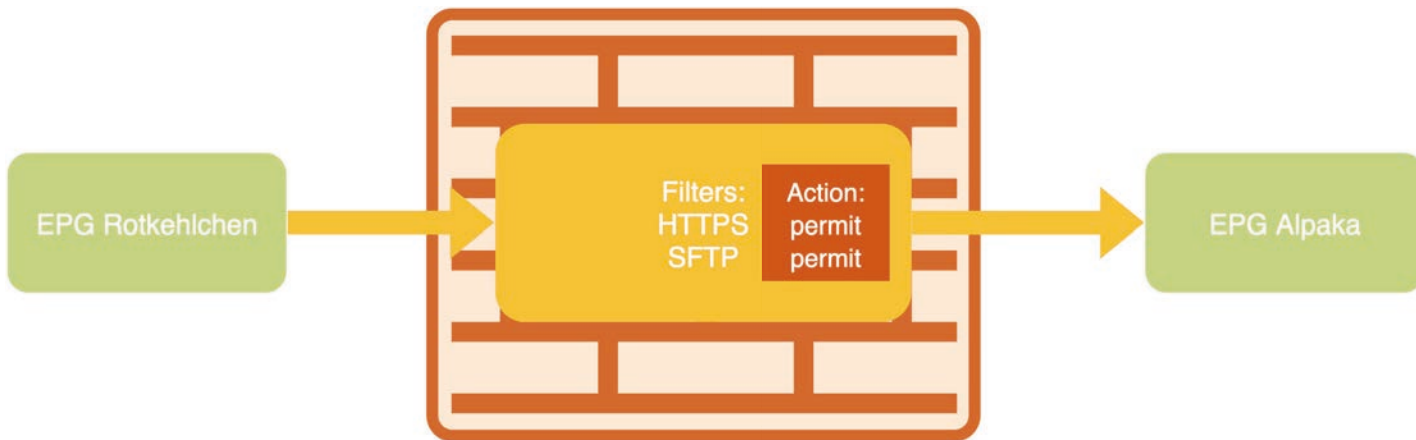 EPG Rotkehlchen
Filters:
HTTPS
SFTP
Action:
permit
permit
EPG Alpaka